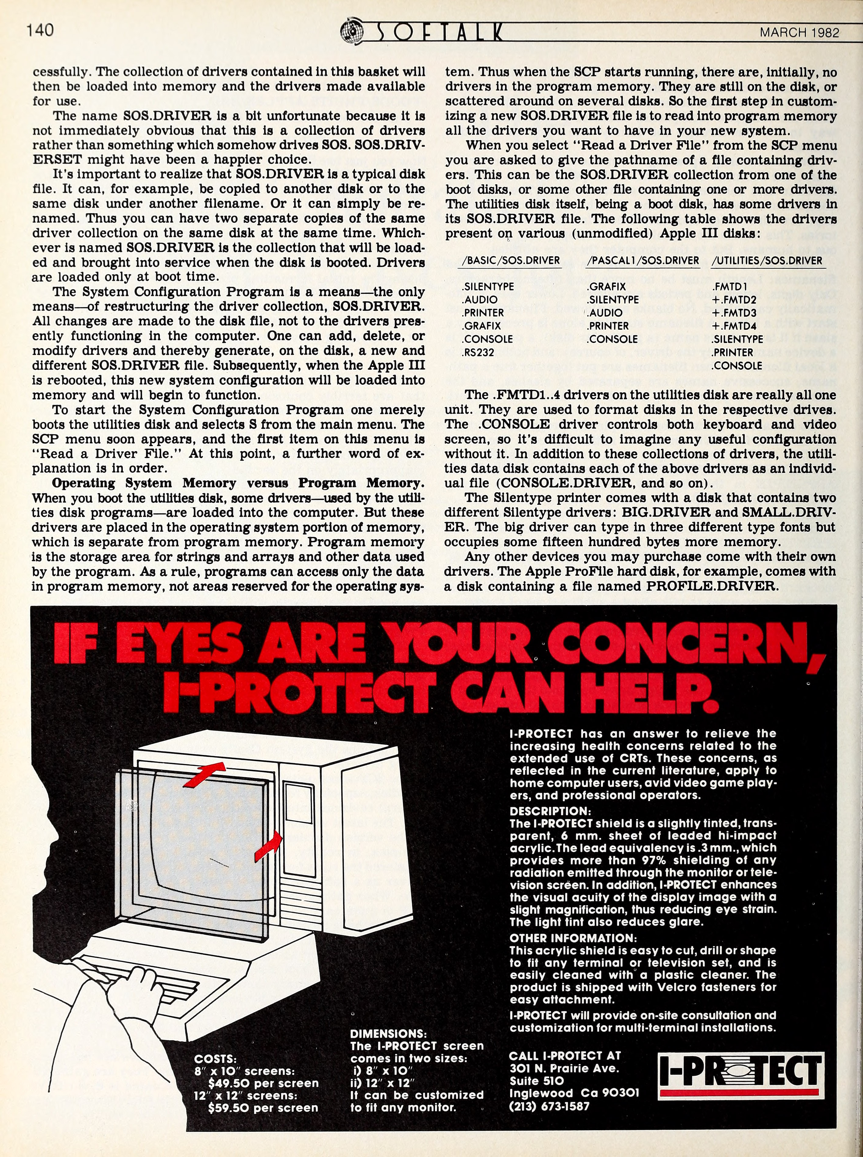 140
SOFTALK
MARCH 1982
cessfully. The collection of drivers contained in this basket will
then be loaded into memory and the drivers made available
for use.
The name SOS.DRIVER is a bit unfortunate because it is
not immediately obvious that this is a collection of drivers
rather than something which somehow drives SOS. SOS.DRIV-
ERSET might have been a happier choice.
It's important to realize that SOS.DRIVER is a typical disk
file. It can, for example, be copied to another disk or to the
same disk under another filename. Or it can simply be re-
named. Thus you can have two separate copies of the same
driver collection on the same disk at the same time. Which-
ever is named SOS.DRIVER is the collection that will be load-
ed and brought into service when the disk is booted. Drivers
are loaded only at boot time.
The System Configuration Program is a means—the only
means—of restructuring the driver collection, SOS.DRIVER.
All changes are made to the disk file, not to the drivers pres-
ently functioning in the computer. One can add, delete, or
modify drivers and thereby generate, on the disk, a new and
different SOS.DRIVER file. Subsequently, when the Apple III
is rebooted, this new system configuration will be loaded into
memory and will begin to function.
To start the System Configuration Program one merely
boots the utilities disk and selects S from the main menu. The
SCP menu soon appears, and the first item on this menu is
"Read a Driver File." At this point, a further word of ex-
planation is in order.
Operating System Memory versus Program Memory.
When you boot the utilities disk, some drivers—used by the utili-
ties disk programs—are loaded into the computer. But these
drivers are placed in the operating system portion of memory,
which is separate from program memory. Program memory
is the storage area for strings and arrays and other data used
by the program. As a rule, programs can access only the data
in program memory, not areas reserved for the operating sys-
tem. Thus when the SCP starts running, there are, initially, no
drivers in the program memory. They are still on the disk, or
scattered around on several disks. So the first step in custom-
izing a new SOS.DRIVER file is to read into program memory
all the drivers you want to have in your new system.
When you select "Read a Driver File" from the SCP menu
you are asked to give the pathname of a file containing driv-
ers. This can be the SOS.DRIVER collection from one of the
boot disks, or some other file containing one or more drivers.
The utilities disk itself, being a boot disk, has some drivers in
its SOS.DRIVER file. The following table shows the drivers
present on various (unmodified) Apple III disks:
/BASIC/SOS.DRIVER /PASCAL1/SOS.DRIVER /UTILITIES/SOS.DRIVER
.SILENTYPE .GRAFIX .FMTD1
.AUDIO .SILENTYPE +.FMTD2
.PRINTER .AUDIO +.FMTD3
.GRAFIX .PRINTER +.FMTD4
.CONSOLE .CONSOLE .SILENTYPE
.RS232 .PRINTER
.CONSOLE
The .FMTD1..4 drivers on the utilities disk are really all one
unit. They are used to format disks in the respective drives.
The .CONSOLE driver controls both keyboard and video
screen, so it's difficult to imagine any useful configuration
without it. In addition to these collections of drivers, the utili-
ties data disk contains each of the above drivers as an individ-
ual file (CONSOLE.DRIVER, and so on).
The Silentype printer comes with a disk that contains two
different Silentype drivers: BIG.DRIVER and SMALL.DRIV-
ER. The big driver can type in three different type fonts but
occupies some fifteen hundred bytes more memory.
Any other devices you may purchase come with their own
drivers. The Apple ProFile hard disk, for example, comes with
a disk containing a file named PROFILE.DRIVER.
IF EYES ARE YOUR CONCERN,
I-PROTECT CAN HELP.
I-PROTECT has an answer to relieve the
increasing health concerns related to the
extended use of CRTs. These concerns, as
reflected in the current literature, apply to
home computer users, avid video game play-
ers, and professional operators.
DESCRIPTION:
The I-PROTECT shield is a slightly tinted, trans-
parent, 6 mm. sheet of leaded hi-impact
acrylic. The lead equivalency is .3 mm., which
provides more than 97% shielding of any
radiation emitted through the monitor or tele-
vision screen. In addition, I-PROTECT enhances
the visual acuity of the display image with a
slight magnification, thus reducing eye strain.
The light tint also reduces glare.
OTHER INFORMATION:
This acrylic shield is easy to cut, drill or shape
to fit any terminal or television set, and is
easily cleaned with a plastic cleaner. The
product is shipped with Velcro fasteners for
easy attachment.
I-PROTECT will provide on-site consultation and
customization for multi-terminal installations.
COSTS:
8" x 10" screens:
$49.50 per screen
12" x 12" screens:
$59.50 per screen
DIMENSIONS:
The I-PROTECT screen
comes in two sizes:
i) 8" x 10"
ii) 12" x 12"
It can be customized
to fit any monitor.
CALL I-PROTECT AT
301 N. Prairie Ave.
Suite 510
Inglewood Ca 90301
(213) 673-1587
I-PROTECT